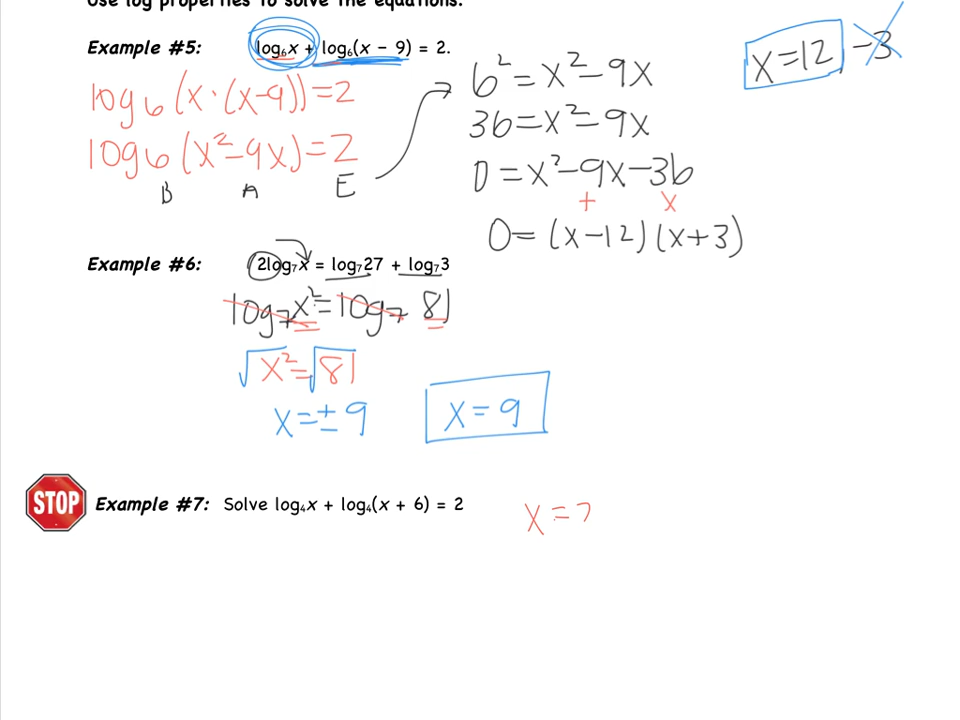 Use log properties to solve the equations.
Example #5: log₆x + log₆(x – 9) = 2.
log₆(x·(x-9))=2
log₆(x²-9x)=2
B A E
6²=x²-9x
36=x²-9x
0=x²-9x-36
+ x
0=(x-12)(x+3)
x=12, -3
Example #6: 2log₇x = log₇27 + log₇3
log₇x²=log₇ 81
√x²=√81
x=±9
x=9
STOP
Example #7: Solve log₄x + log₄(x + 6) = 2
x=